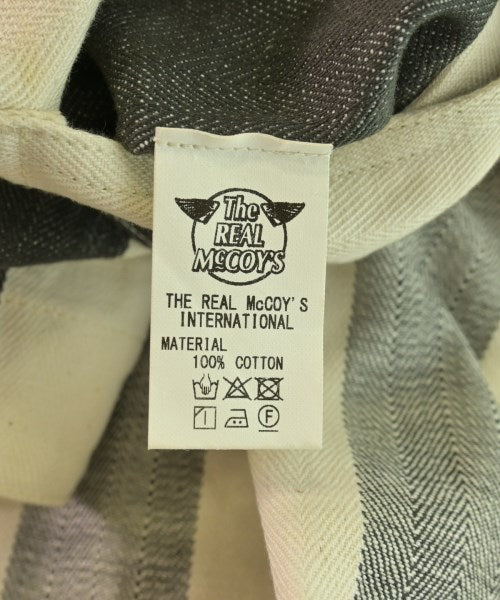 The
REAL
McCOY'S
THE REAL McCOY'S
INTERNATIONAL
MATERIAL
100% COTTON
F